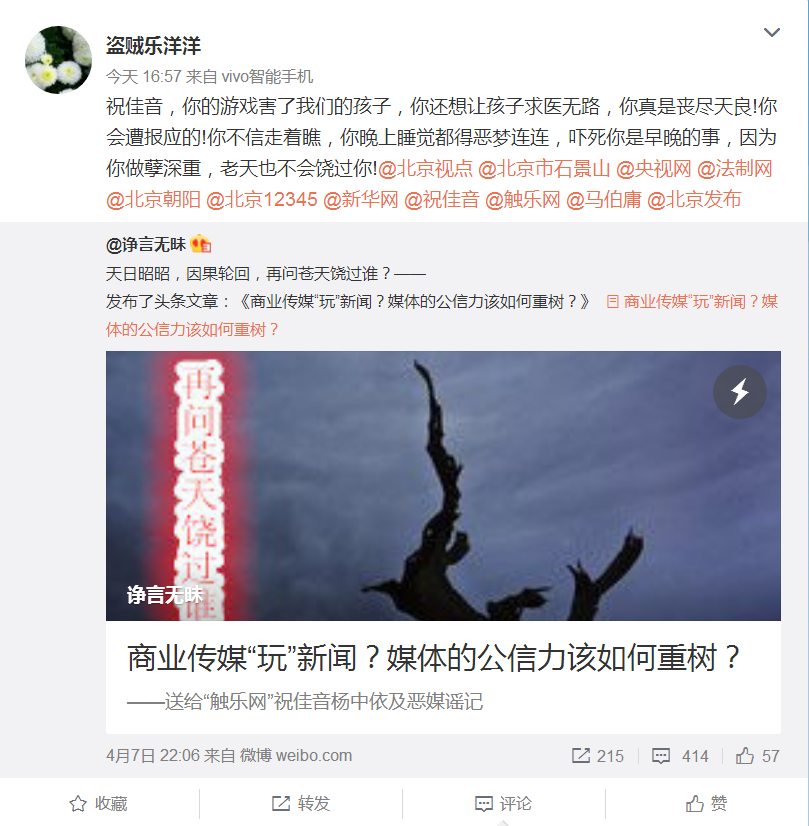 盗贼乐洋洋
今天 16:57 来自 vivo智能手机
祝佳音，你的游戏害了我们的孩子，你还想让孩子求医无路，你真是丧尽天良!你
会遭报应的!你不信走着瞧，你晚上睡觉都得恶梦连连，吓死你是早晚的事，因为
你做孽深重，老天也不会饶过你!@北京视点 @北京市石景山 @央视网 @法制网
@北京朝阳 @北京12345 @新华网 @祝佳音 @触乐网 @马伯庸 @北京发布
@诤言无昧
天日昭昭，因果轮回，再问苍天饶过谁？——
发布了头条文章：《商业传媒“玩”新闻？媒体的公信力该如何重树？》 商业传媒“玩”新闻？媒
体的公信力该如何重树？
再问苍天饶过谁
诤言无昧
商业传媒“玩”新闻？媒体的公信力该如何重树？
——送给“触乐网”祝佳音杨中依及恶媒谣记
4月7日 22:06 来自 微博 weibo.com 215 414 57
收藏 转发 评论 赞